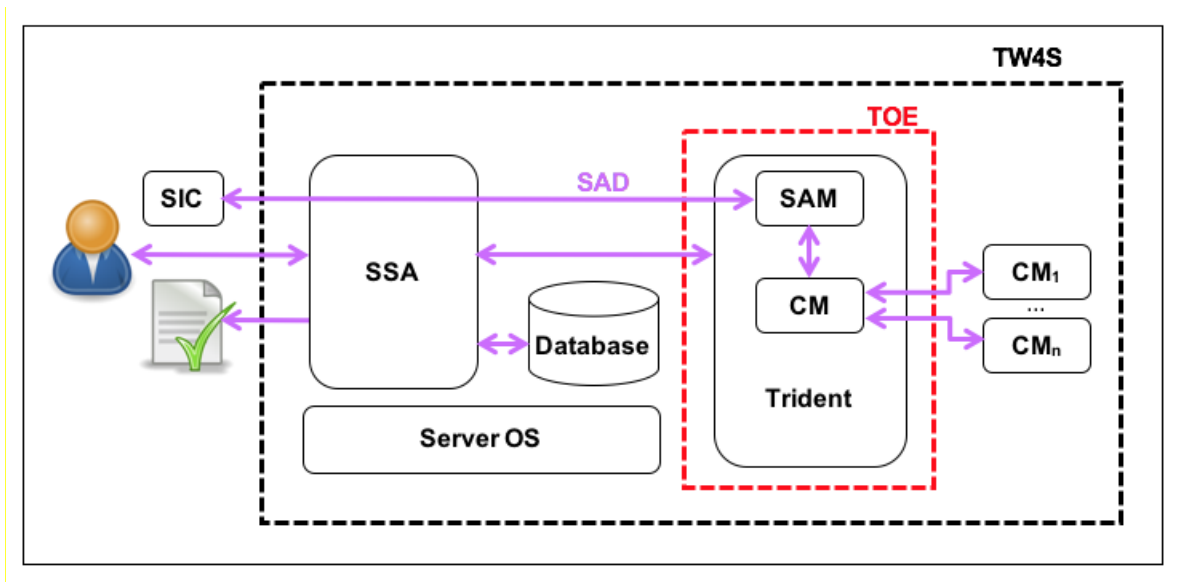 TW4S
TOE
SIC
SAD
SAM
SSA
CM
CM₁
...
CMₙ
Database
Trident
Server OS